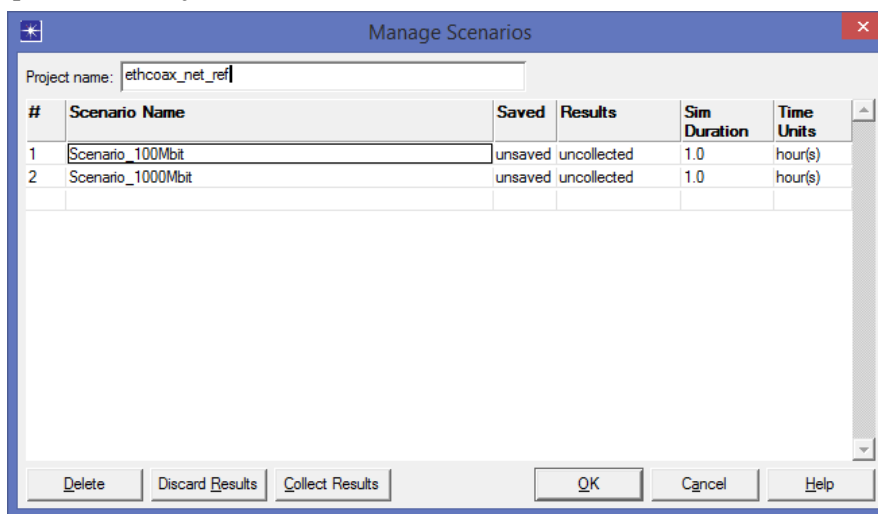 Manage Scenarios
Project name: ethcoax_net_ref
# Scenario Name Saved Results Sim Duration Time Units
1 Scenario_100Mbit unsaved uncollected 1.0 hour(s)
2 Scenario_1000Mbit unsaved uncollected 1.0 hour(s)
Delete Discard Results Collect Results OK Cancel Help